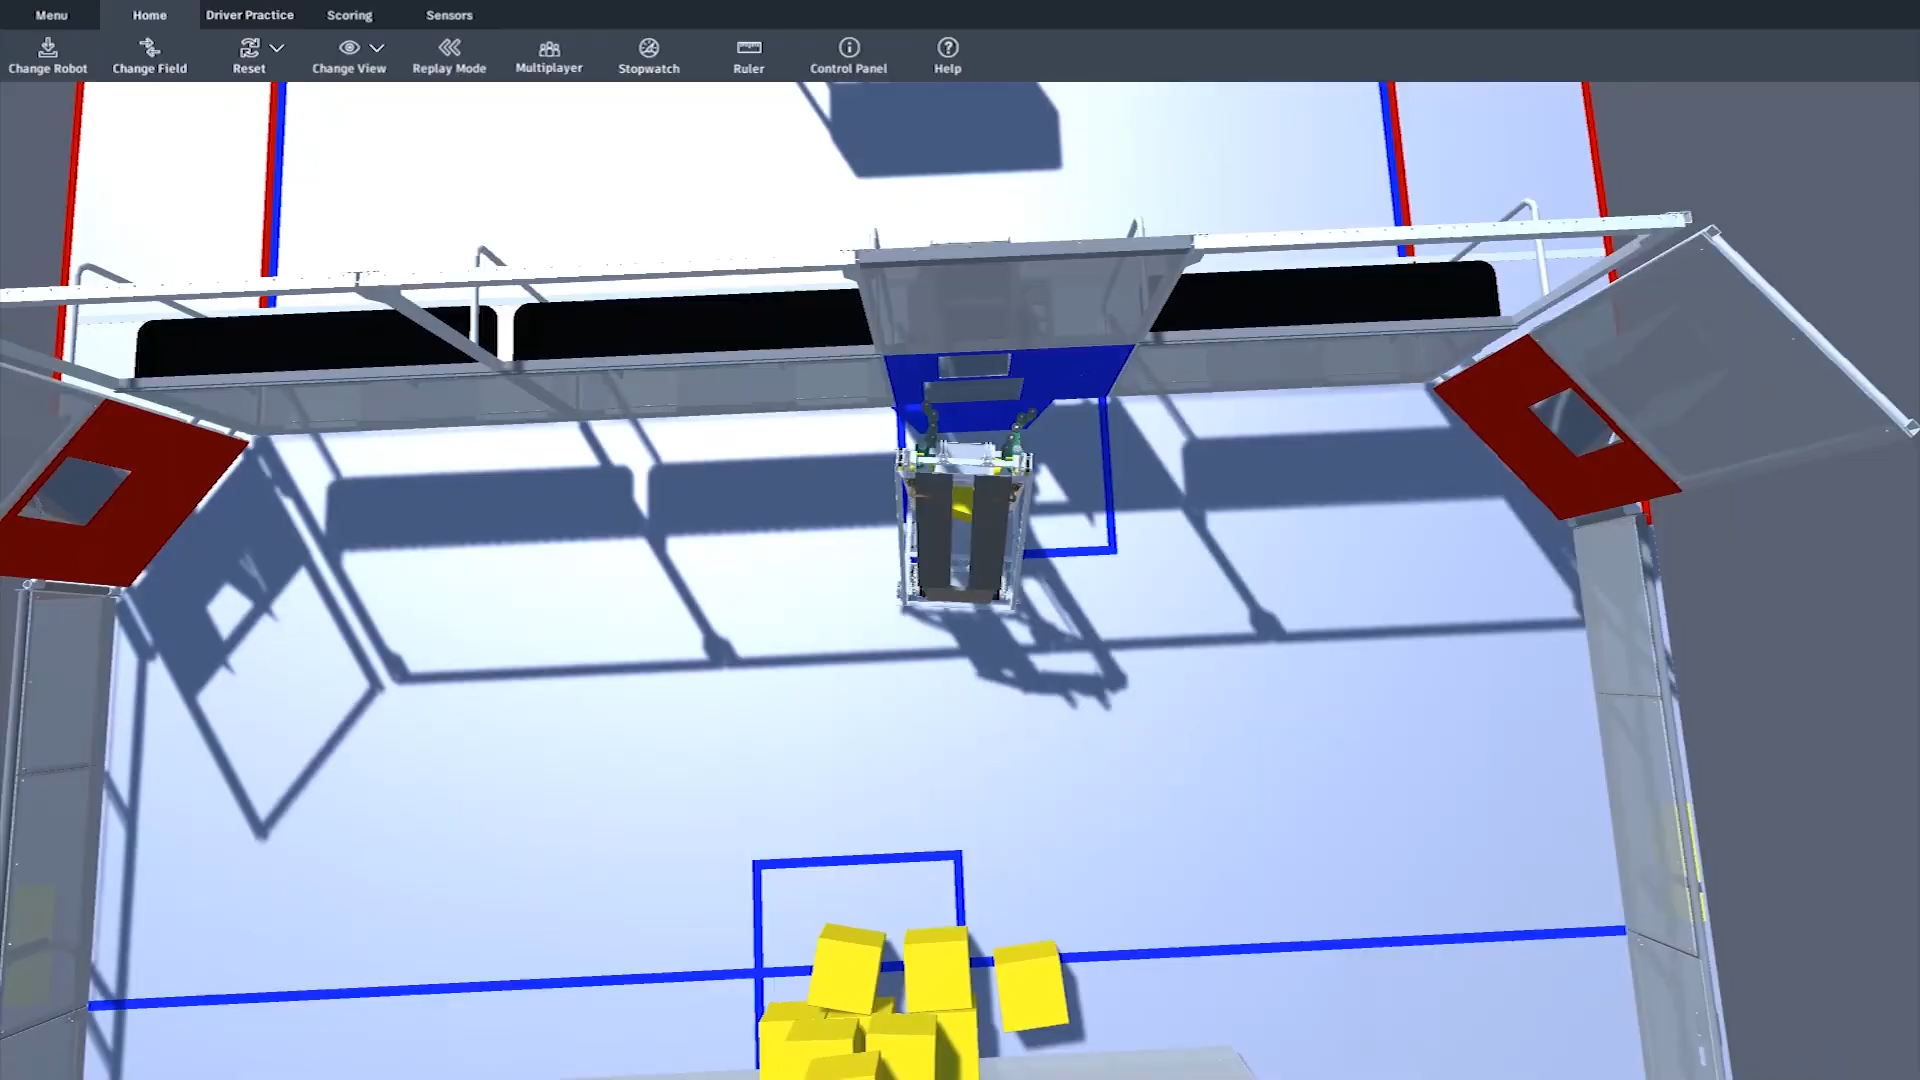 Menu Home Driver Practice Scoring Sensors
Change Robot Change Field Reset Change View Replay Mode Multiplayer Stopwatch Ruler Control Panel Help